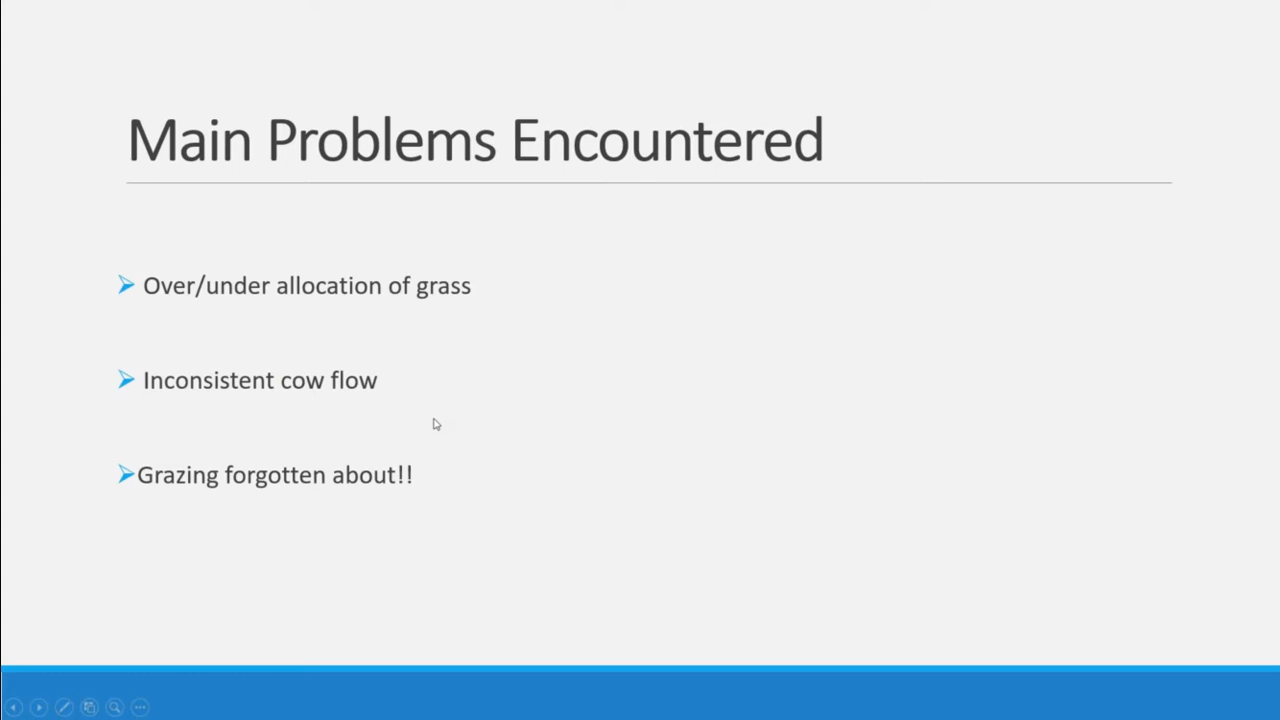 Main Problems Encountered
Over/under allocation of grass
Inconsistent cow flow
Grazing forgotten about!!